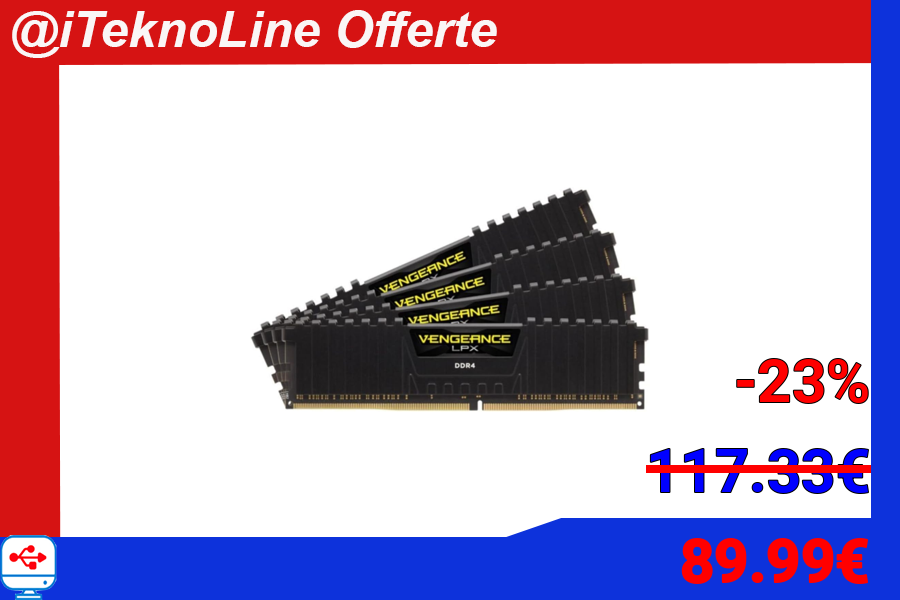 @iTeknoLine Offerte
VENGEANCE
VENGEANCE
VENGEANCE
VENGEANCE
LPX
DDR4
-23%
117.33€
89.99€